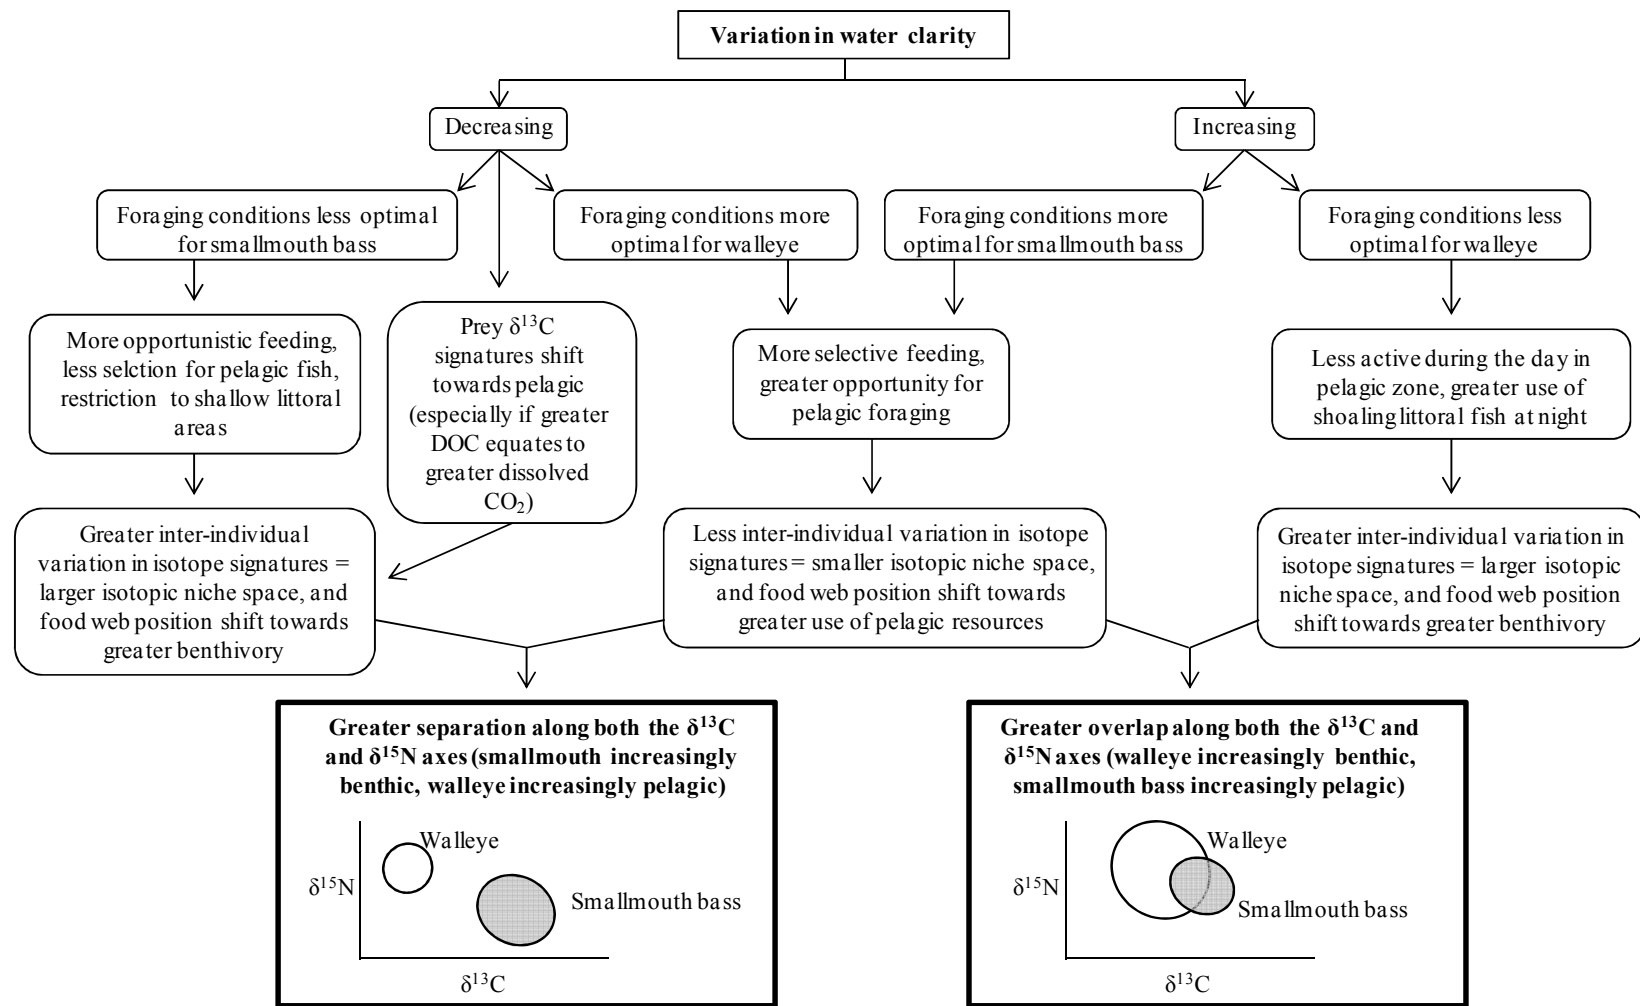 Variation in water clarity
Decreasing
Increasing
Foraging conditions less optimal
for smallmouth bass
Foraging conditions more
optimal for walleye
Foraging conditions more
optimal for smallmouth bass
Foraging conditions less
optimal for walleye
More opportunistic feeding,
less selction for pelagic fish,
restriction to shallow littoral
areas
Prey δ¹³C
signatures shift
towards pelagic
(especially if greater
DOC equates to
greater dissolved
CO₂)
More selective feeding,
greater opportunity for
pelagic foraging
Less active during the day in
pelagic zone, greater use of
shoaling littoral fish at night
Greater inter-individual
variation in isotope signatures =
larger isotopic niche space, and
food web position shift towards
greater benthivory
Less inter-individual variation in isotope
signatures = smaller isotopic niche space,
and food web position shift towards
greater use of pelagic resources
Greater inter-individual variation in
isotope signatures = larger isotopic
niche space, and food web position
shift towards greater benthivory
Greater separation along both the δ¹³C
and δ¹⁵N axes (smallmouth increasingly
benthic, walleye increasingly pelagic)
Walleye
δ¹⁵N
Smallmouth bass
δ¹³C
Greater overlap along both the δ¹³C and
δ¹⁵N axes (walleye increasingly benthic,
smallmouth bass increasingly pelagic)
Walleye
δ¹⁵N
Smallmouth bass
δ¹³C